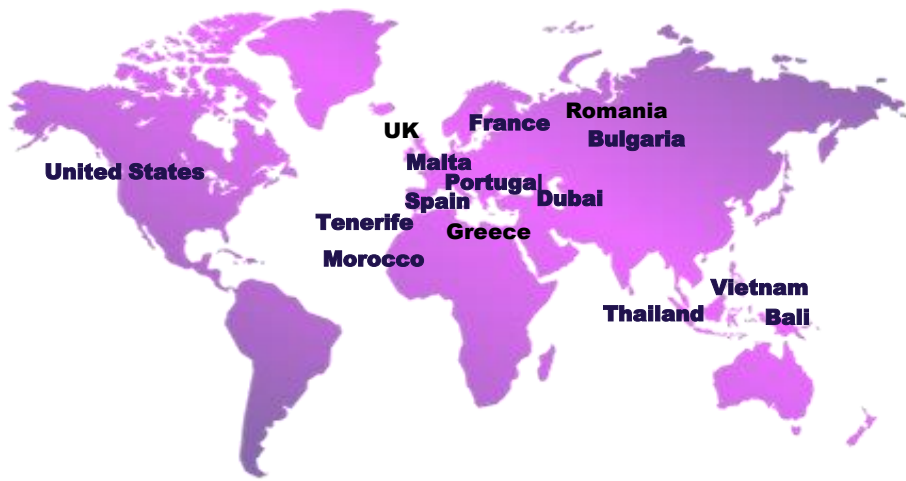 Romania
France
UK
Bulgaria
Malta
United States
Portugal
Dubai
Spain
Tenerife
Greece
Morocco
Vietnam
Thailand
Bali